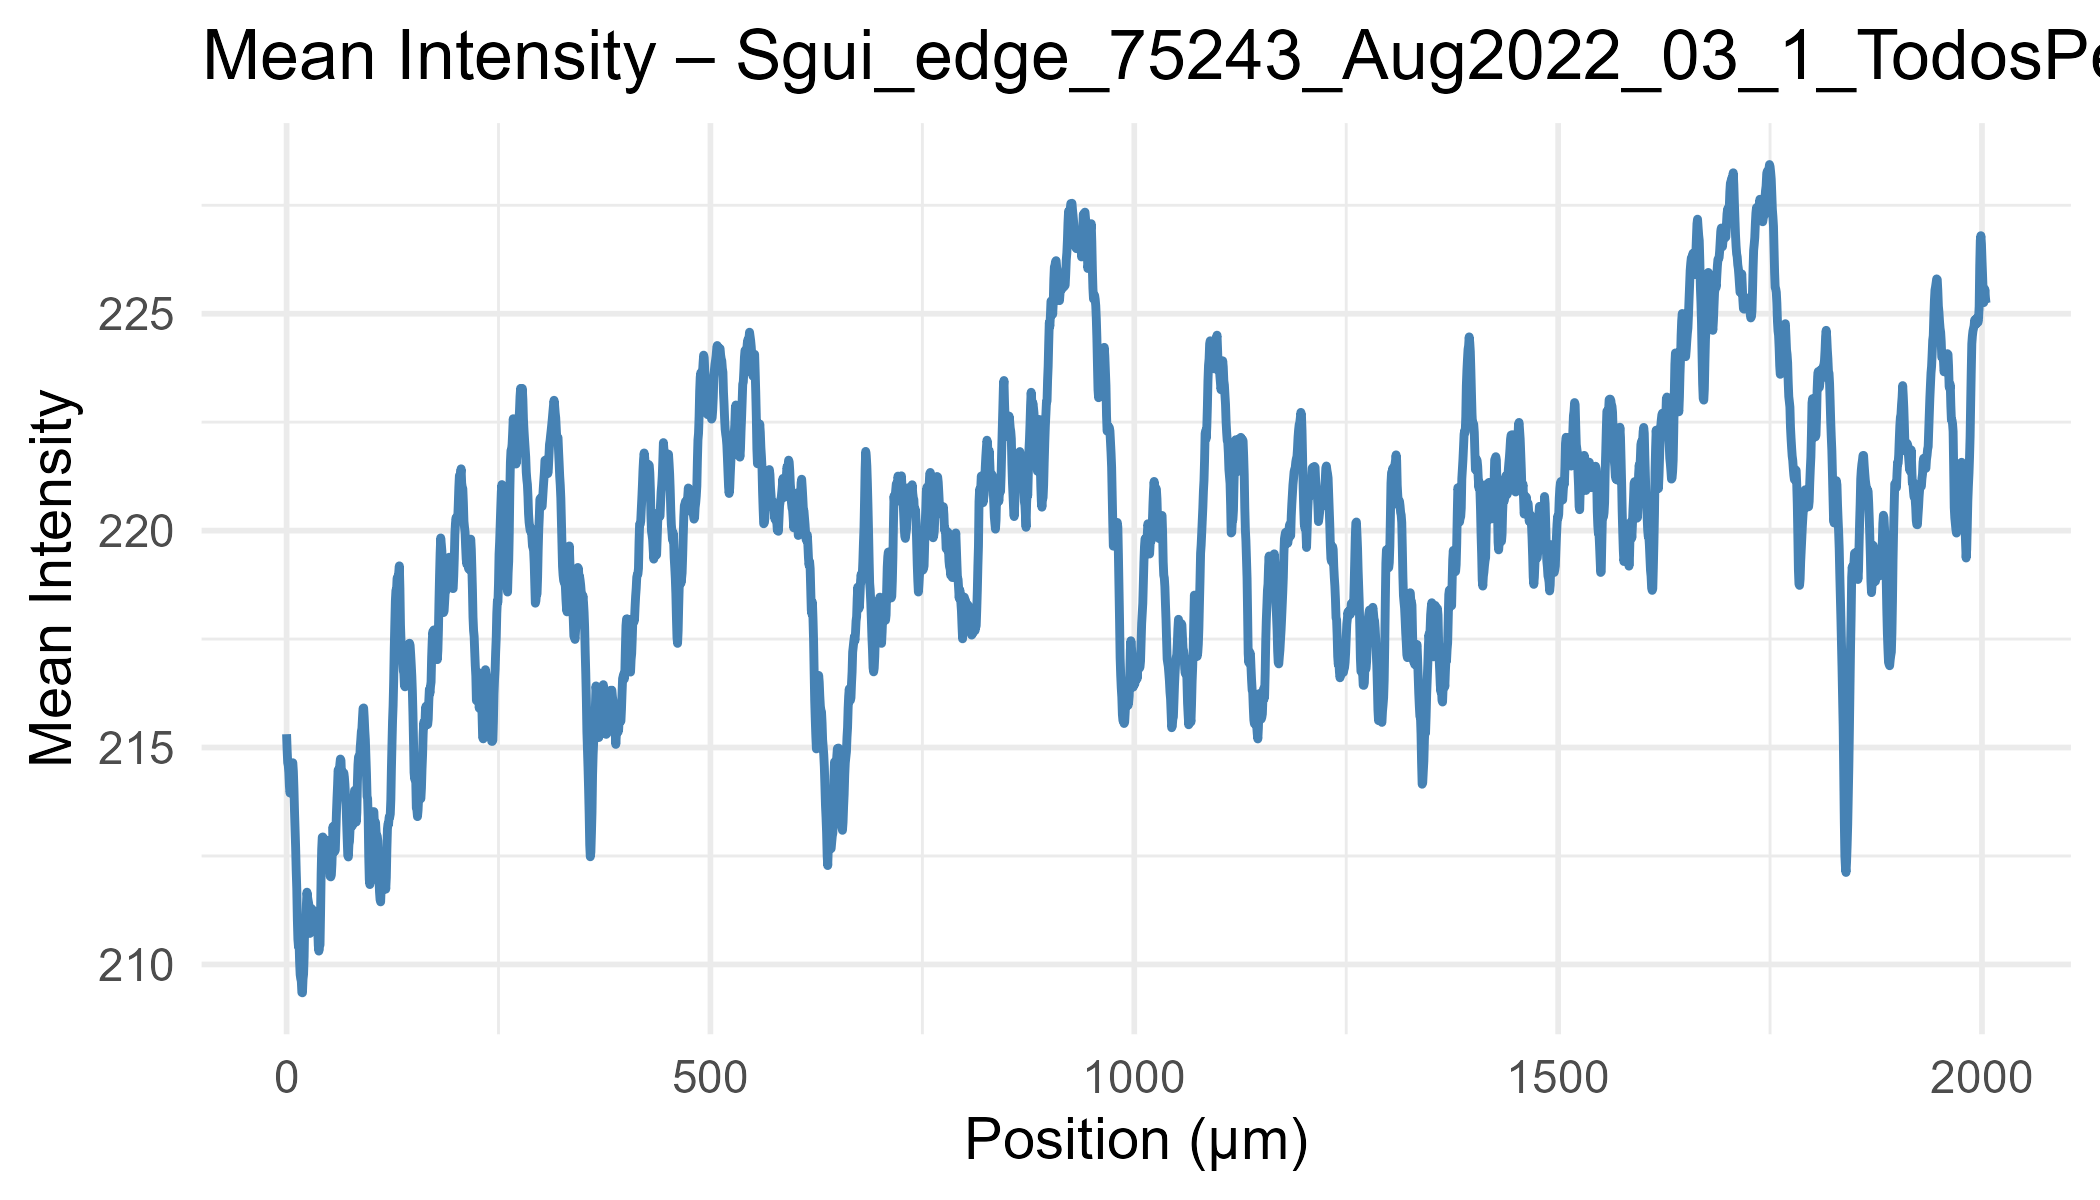 Mean Intensity – Sgui_edge_75243_Aug2022_03_1_TodosPe
Mean Intensity
225
220
215
210
0 500 1000 1500 2000
Position (µm)